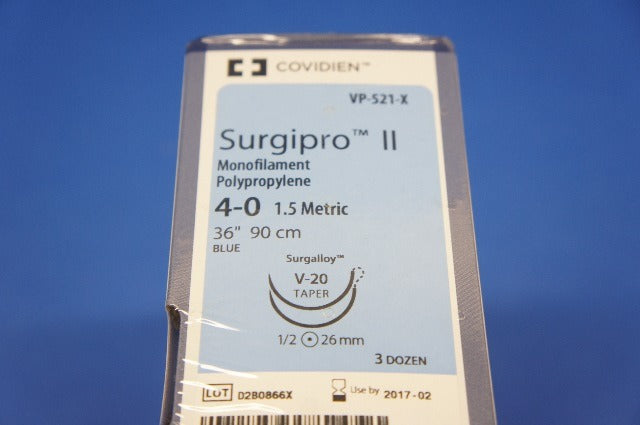 COVIDIEN™
VP-521-X
Surgipro™ II
Monofilament
Polypropylene
4-0 1.5 Metric
36" 90 cm
BLUE
Surgalloy™
V-20
TAPER
1/2 26 mm
3 DOZEN
LOT D2B0866X Use by 2017-02